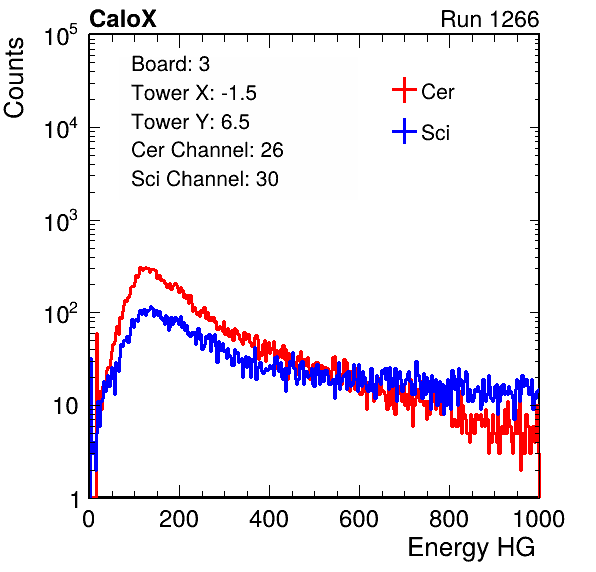 CaloX Run 1266
Counts
10^5
10^4
10^3
10^2
10
1
Board: 3
Tower X: -1.5
Tower Y: 6.5
Cer Channel: 26
Sci Channel: 30
Cer
Sci
0 200 400 600 800 1000
Energy HG